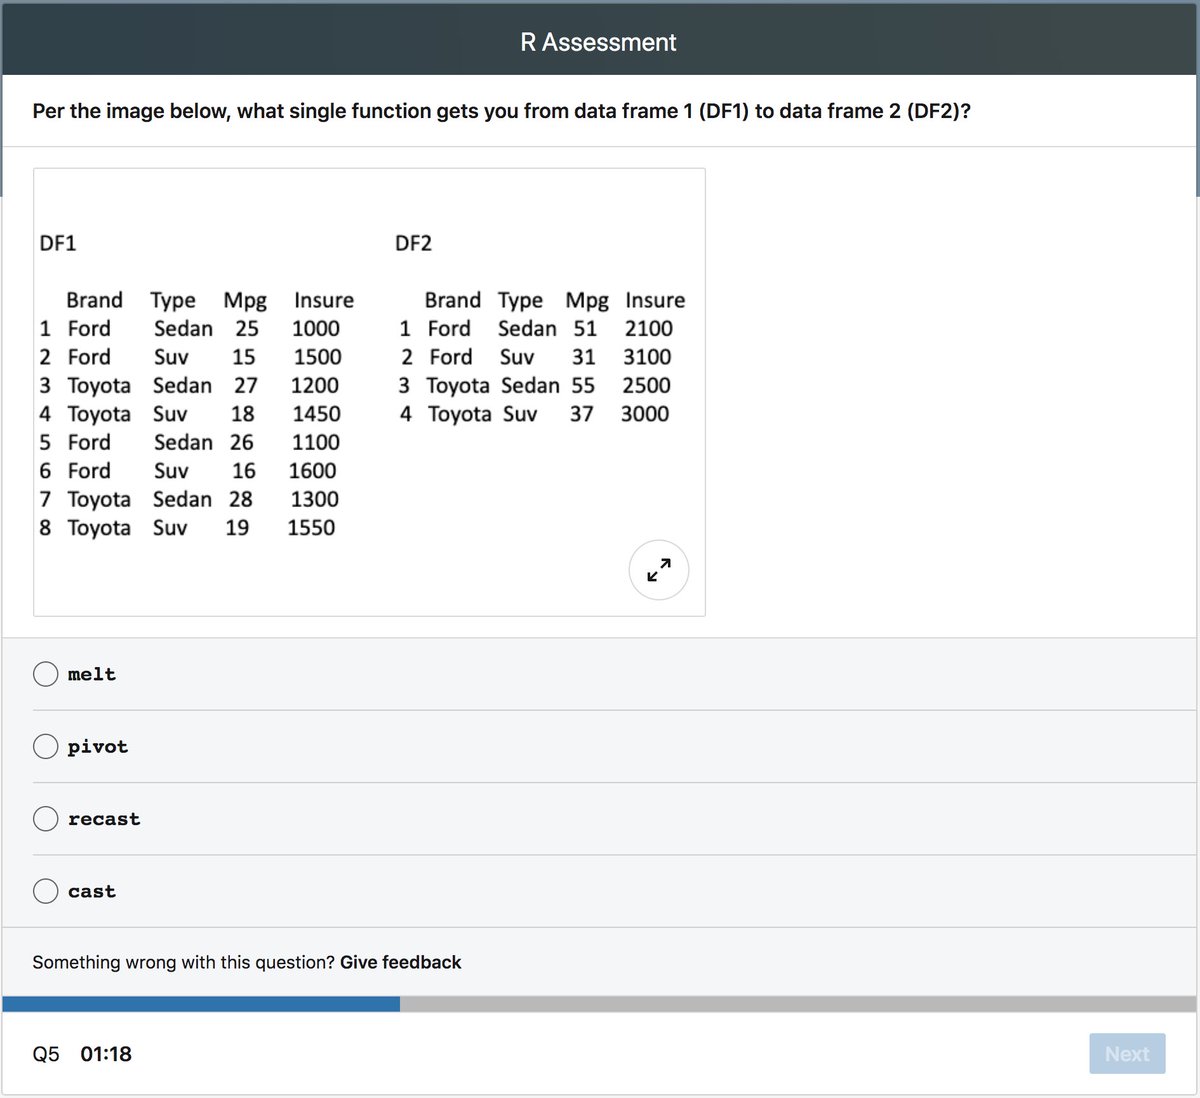 R Assessment
Per the image below, what single function gets you from data frame 1 (DF1) to data frame 2 (DF2)?
DF1 DF2
Brand Type Mpg Insure Brand Type Mpg Insure
1 Ford Sedan 25 1000 1 Ford Sedan 51 2100
2 Ford Suv 15 1500 2 Ford Suv 31 3100
3 Toyota Sedan 27 1200 3 Toyota Sedan 55 2500
4 Toyota Suv 18 1450 4 Toyota Suv 37 3000
5 Ford Sedan 26 1100
6 Ford Suv 16 1600
7 Toyota Sedan 28 1300
8 Toyota Suv 19 1550
melt
pivot
recast
cast
Something wrong with this question? Give feedback
Q5 01:18 Next